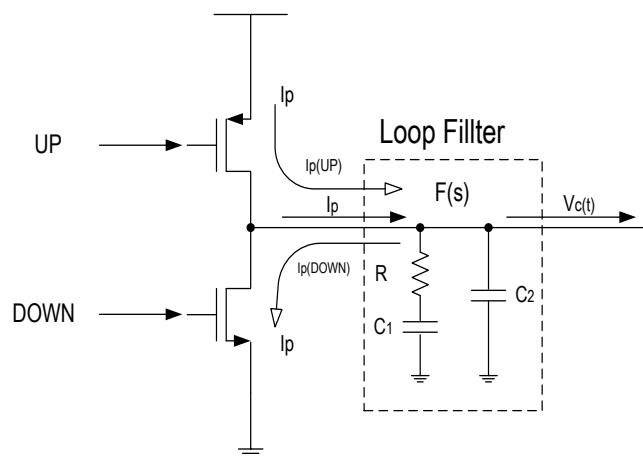 Ip
Loop Fillter
UP
Ip(UP)
F(s)
Ip
Vc(t)
Ip(DOWN)
R
C2
DOWN
C1
Ip